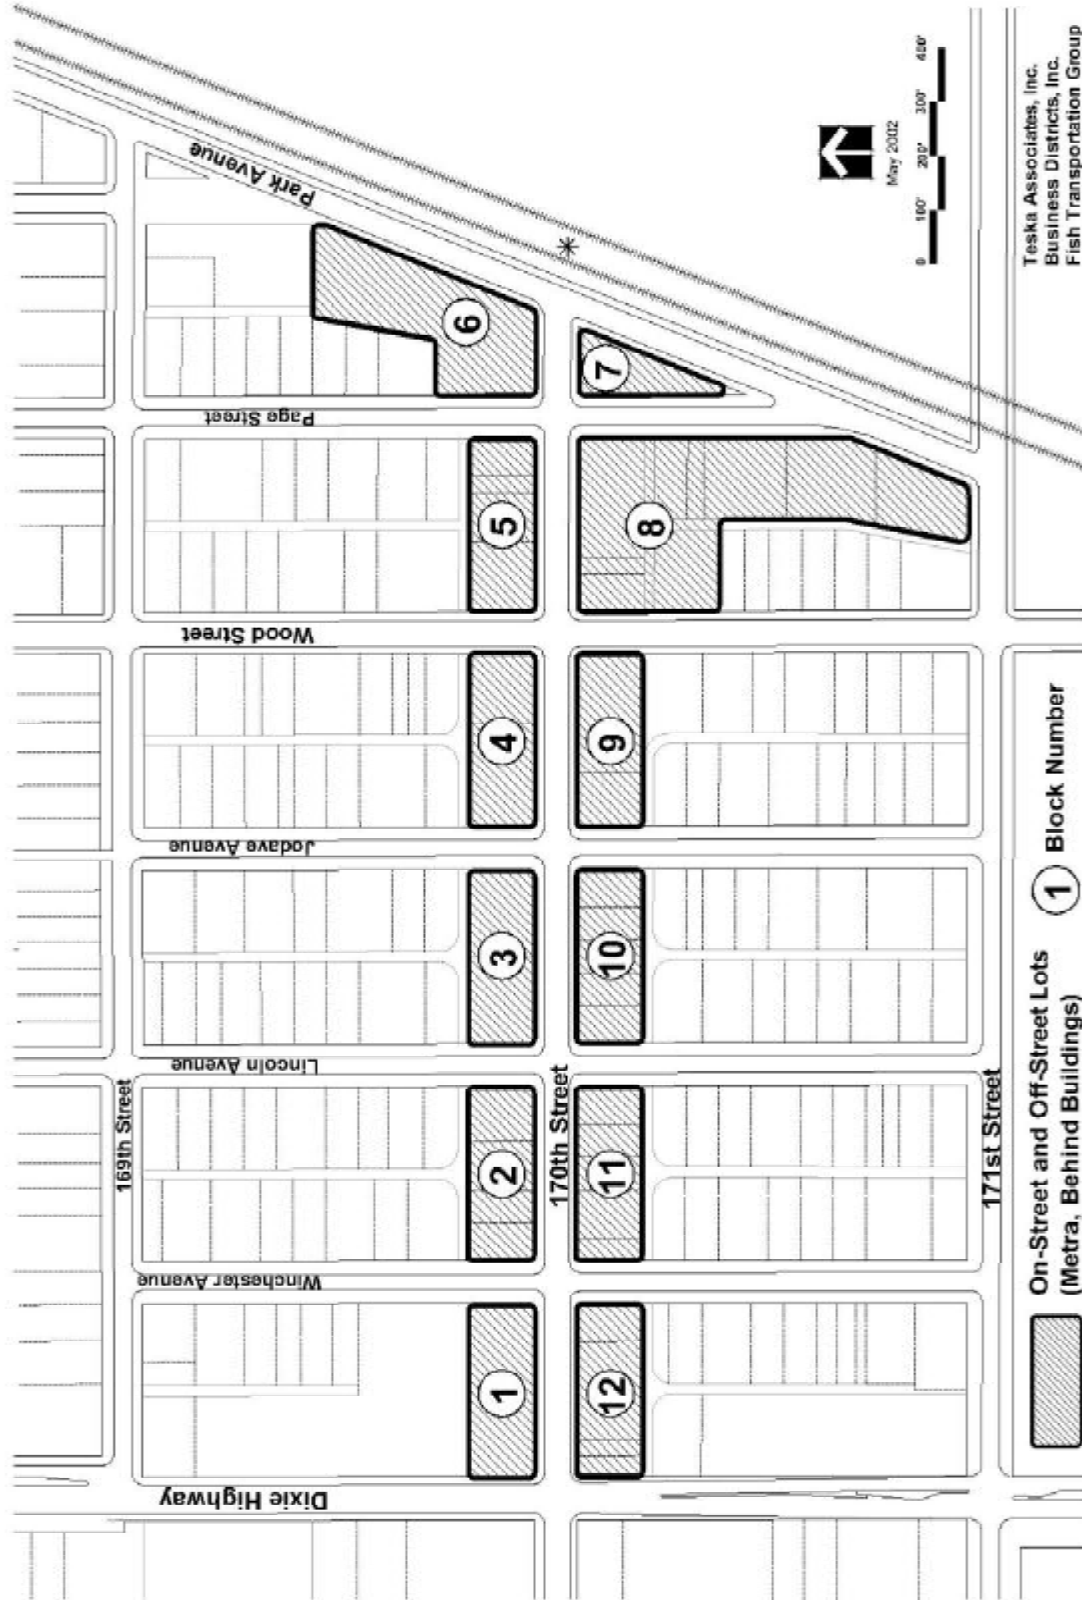 Park Avenue
Page Street
Wood Street
Jodave Avenue
Lincoln Avenue
Winchester Avenue
Dixie Highway
169th Street
170th Street
171st Street
1
2
3
4
5
6
7
8
9
10
11
12
May 2002
0 100' 200' 300' 400'
Teska Associates, Inc.
Business Districts, Inc.
Fish Transportation Group
On-Street and Off-Street Lots
(Metra, Behind Buildings)
1 Block Number